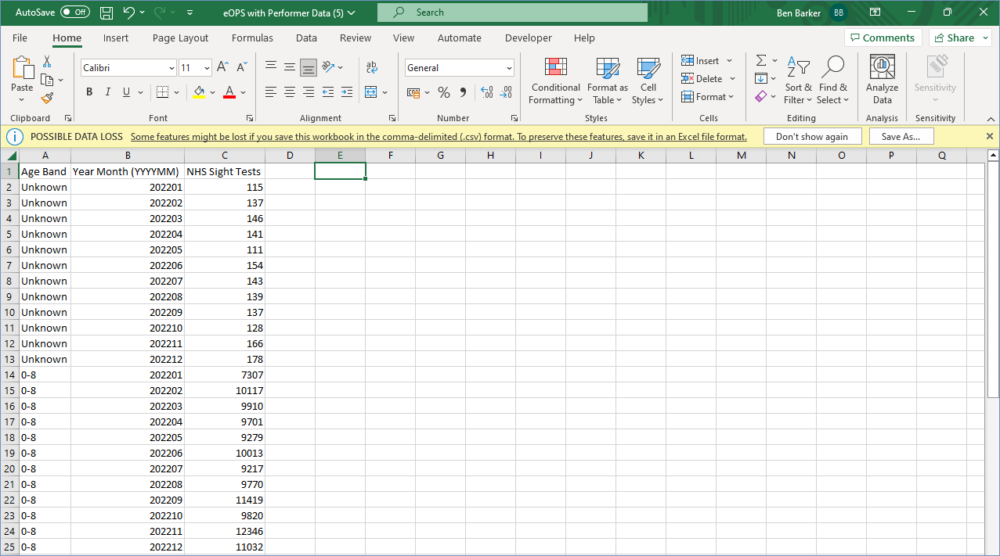 AutoSave Off eOPS with Performer Data (5) Search Ben Barker BB
File Home Insert Page Layout Formulas Data Review View Automate Developer Help Comments Share
Calibri 11 A A ab General Insert Σ A Z
Paste Conditional Format as Cell Delete Sort & Find & Analyze Sensitivity
B I U A % Formatting Table Styles Format Filter Select Data
Clipboard Font Alignment Number Styles Cells Editing Analysis Sensitivity
i POSSIBLE DATA LOSS Some features might be lost if you save this workbook in the comma-delimited (.csv) format. To preserve these features, save it in an Excel file format. Don't show again Save As...
A B C D E F G H I J K L M N O P Q
1 Age Band Year Month (YYYYMM) NHS Sight Tests
2 Unknown 202201 115
3 Unknown 202202 137
4 Unknown 202203 146
5 Unknown 202204 141
6 Unknown 202205 111
7 Unknown 202206 154
8 Unknown 202207 143
9 Unknown 202208 139
10 Unknown 202209 137
11 Unknown 202210 128
12 Unknown 202211 166
13 Unknown 202212 178
14 0-8 202201 7307
15 0-8 202202 10117
16 0-8 202203 9910
17 0-8 202204 9701
18 0-8 202205 9279
19 0-8 202206 10013
20 0-8 202207 9217
21 0-8 202208 9770
22 0-8 202209 11419
23 0-8 202210 9820
24 0-8 202211 12346
25 0-8 202212 11032